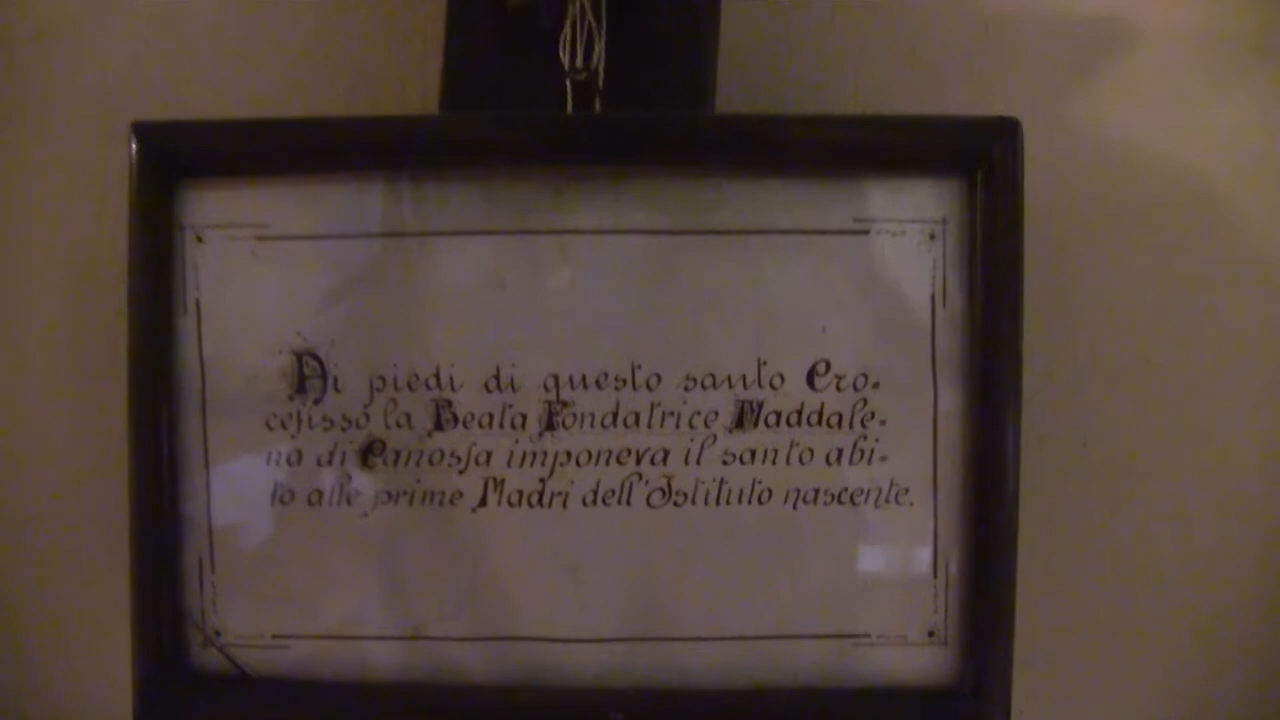 Ai piedi di questo santo Cro-
cefisso la Beata Fondatrice Maddale-
na di Canossa imponeva il santo abi-
to alle prime Madri dell'Istituto nascente.